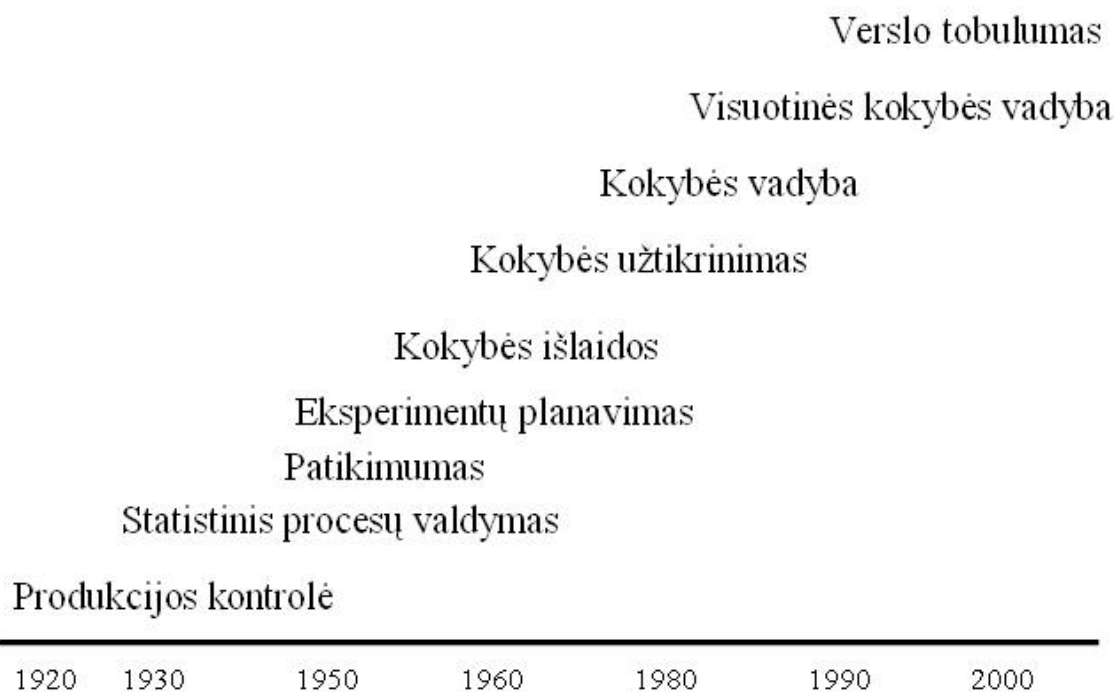 Verslo tobulumas
Visuotinės kokybės vadyba
Kokybės vadyba
Kokybės užtikrinimas
Kokybės išlaidos
Eksperimentų planavimas
Patikimumas
Statistinis procesų valdymas
Produkcijos kontrolė
1920 1930 1950 1960 1980 1990 2000